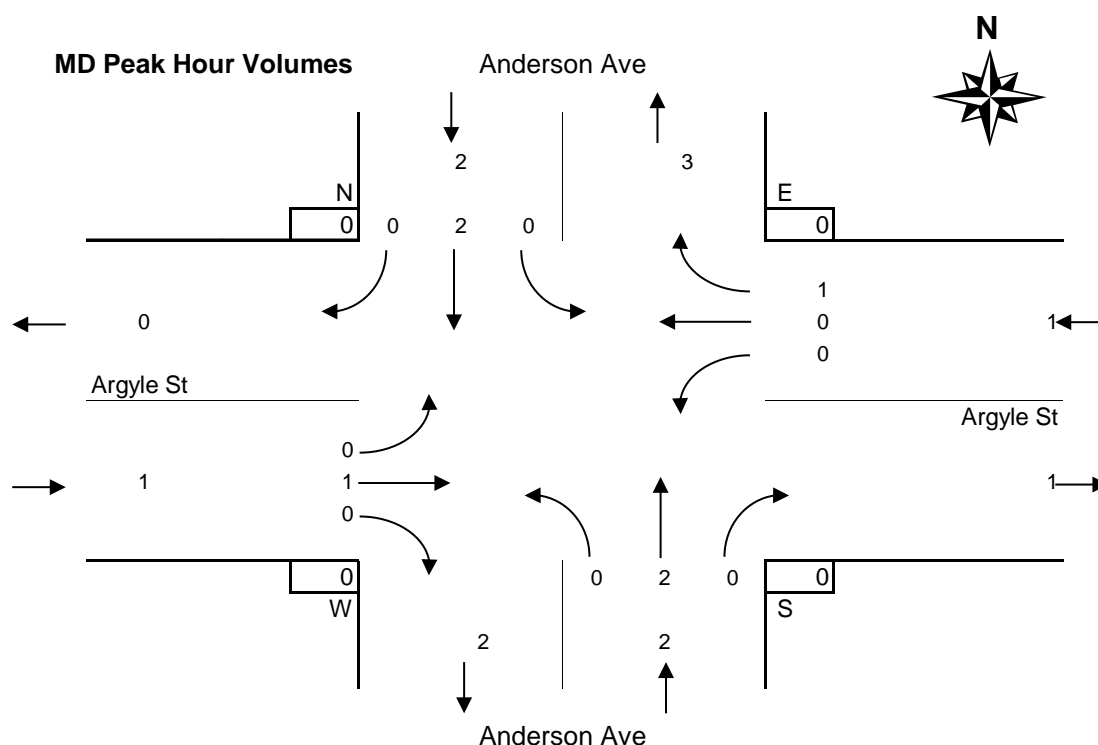 N
MD Peak Hour Volumes Anderson Ave
2 3
N E
0 0 2 0 0
1
0 0 1
0
Argyle St
Argyle St
0
1 1 1
0
0 0 2 0 0
W S
2 2
Anderson Ave